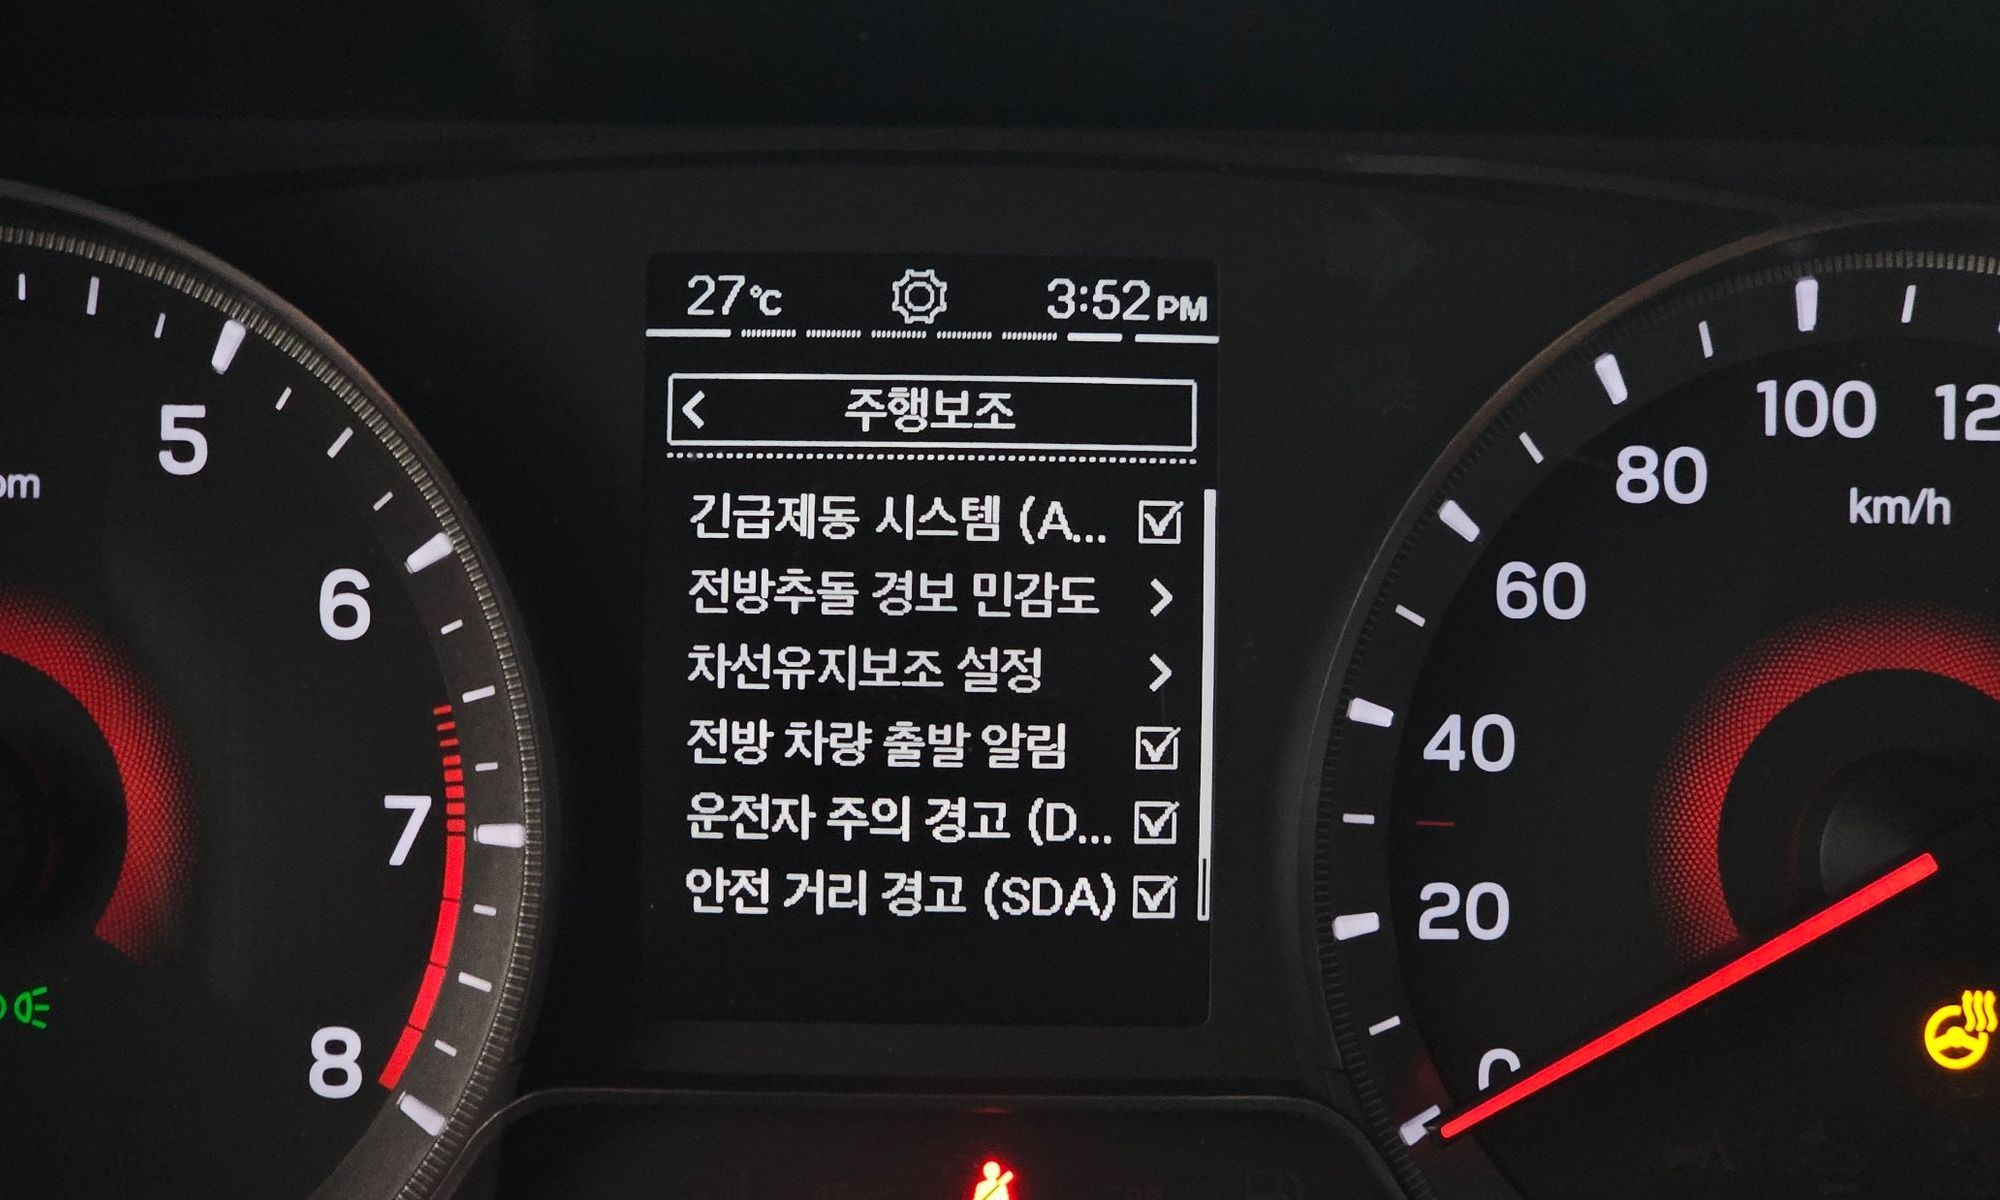 27℃ 3:52PM
주행보조
긴급제동 시스템 (A...
전방추돌 경보 민감도
차선유지보조 설정
전방 차량 출발 알림
운전자 주의 경고 (D...
안전 거리 경고 (SDA)
5
6
7
8
100
80
km/h
60
40
20
0